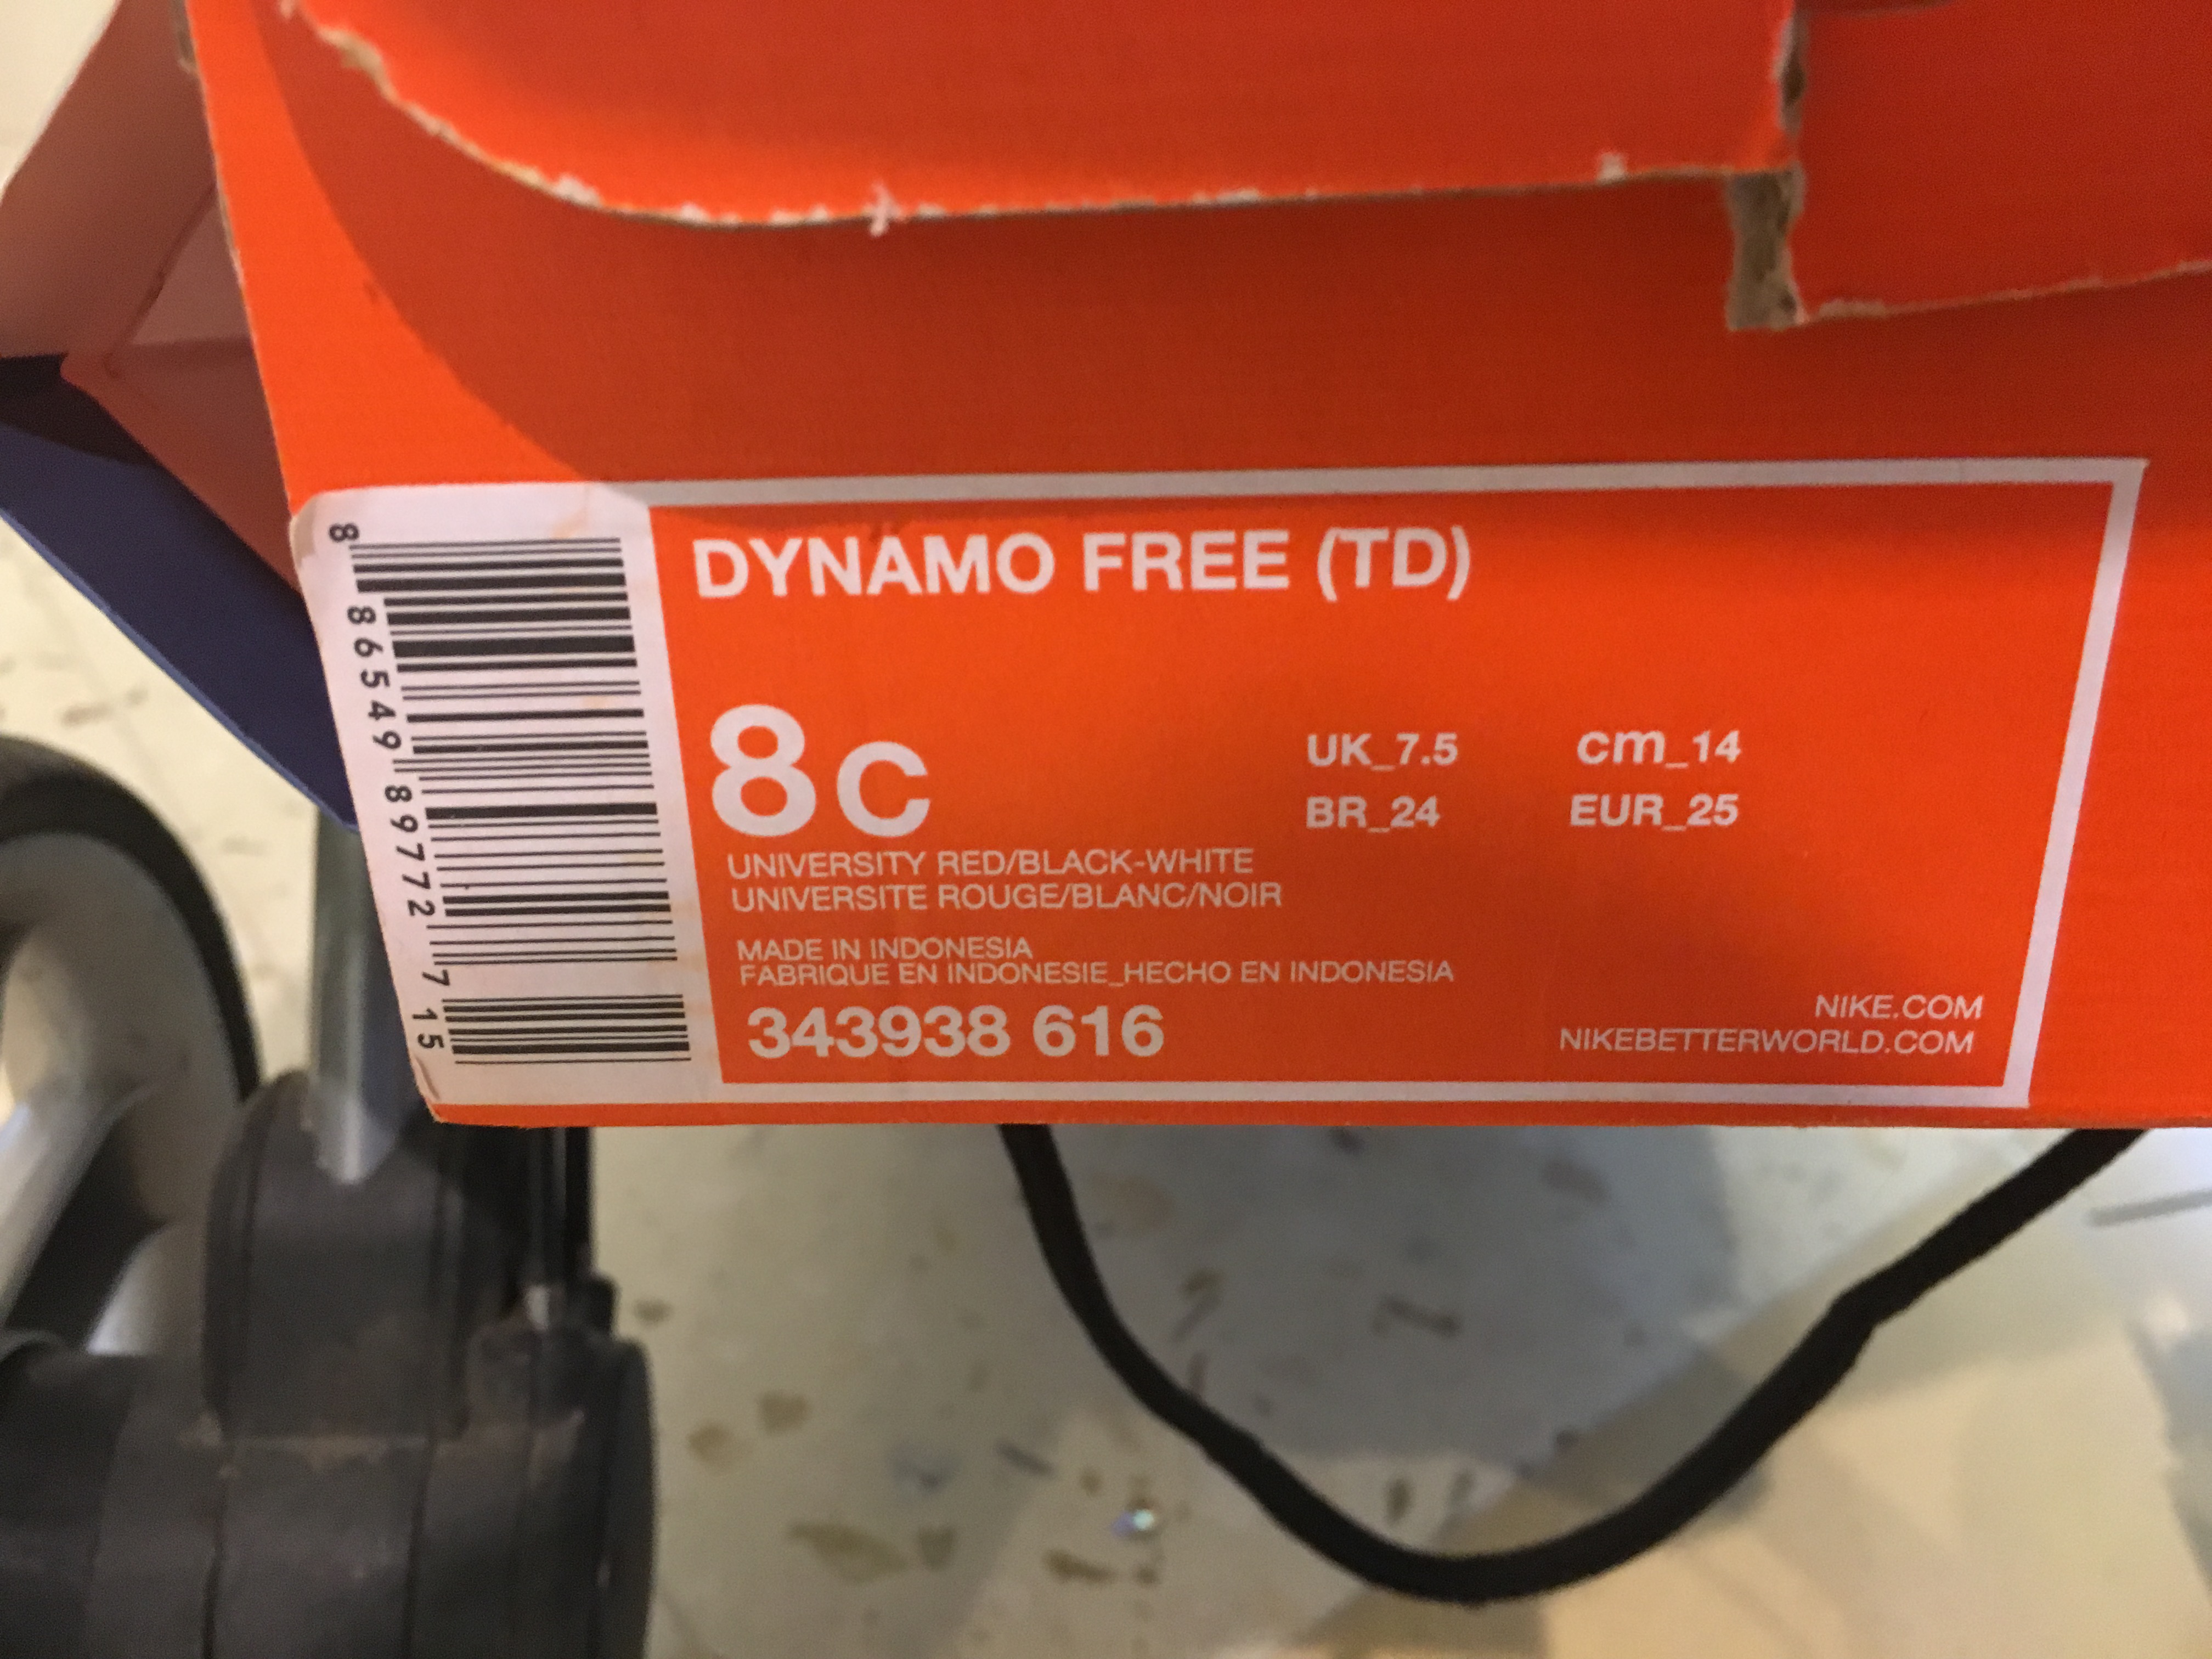 DYNAMO FREE (TD)
8C
UK_7.5 cm_14
BR_24 EUR_25
UNIVERSITY RED/BLACK-WHITE
UNIVERSITE ROUGE/BLANC/NOIR
MADE IN INDONESIA
FABRIQUE EN INDONESIE_HECHO EN INDONESIA
343938 616
NIKE.COM
NIKEBETTERWORLD.COM
8 86549 89772 7 15